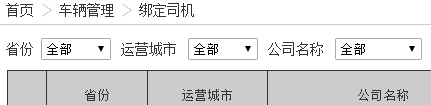 首页 > 车辆管理 > 绑定司机
省份 全部 运营城市 全部 公司名称 全部
省份 运营城市 公司名称